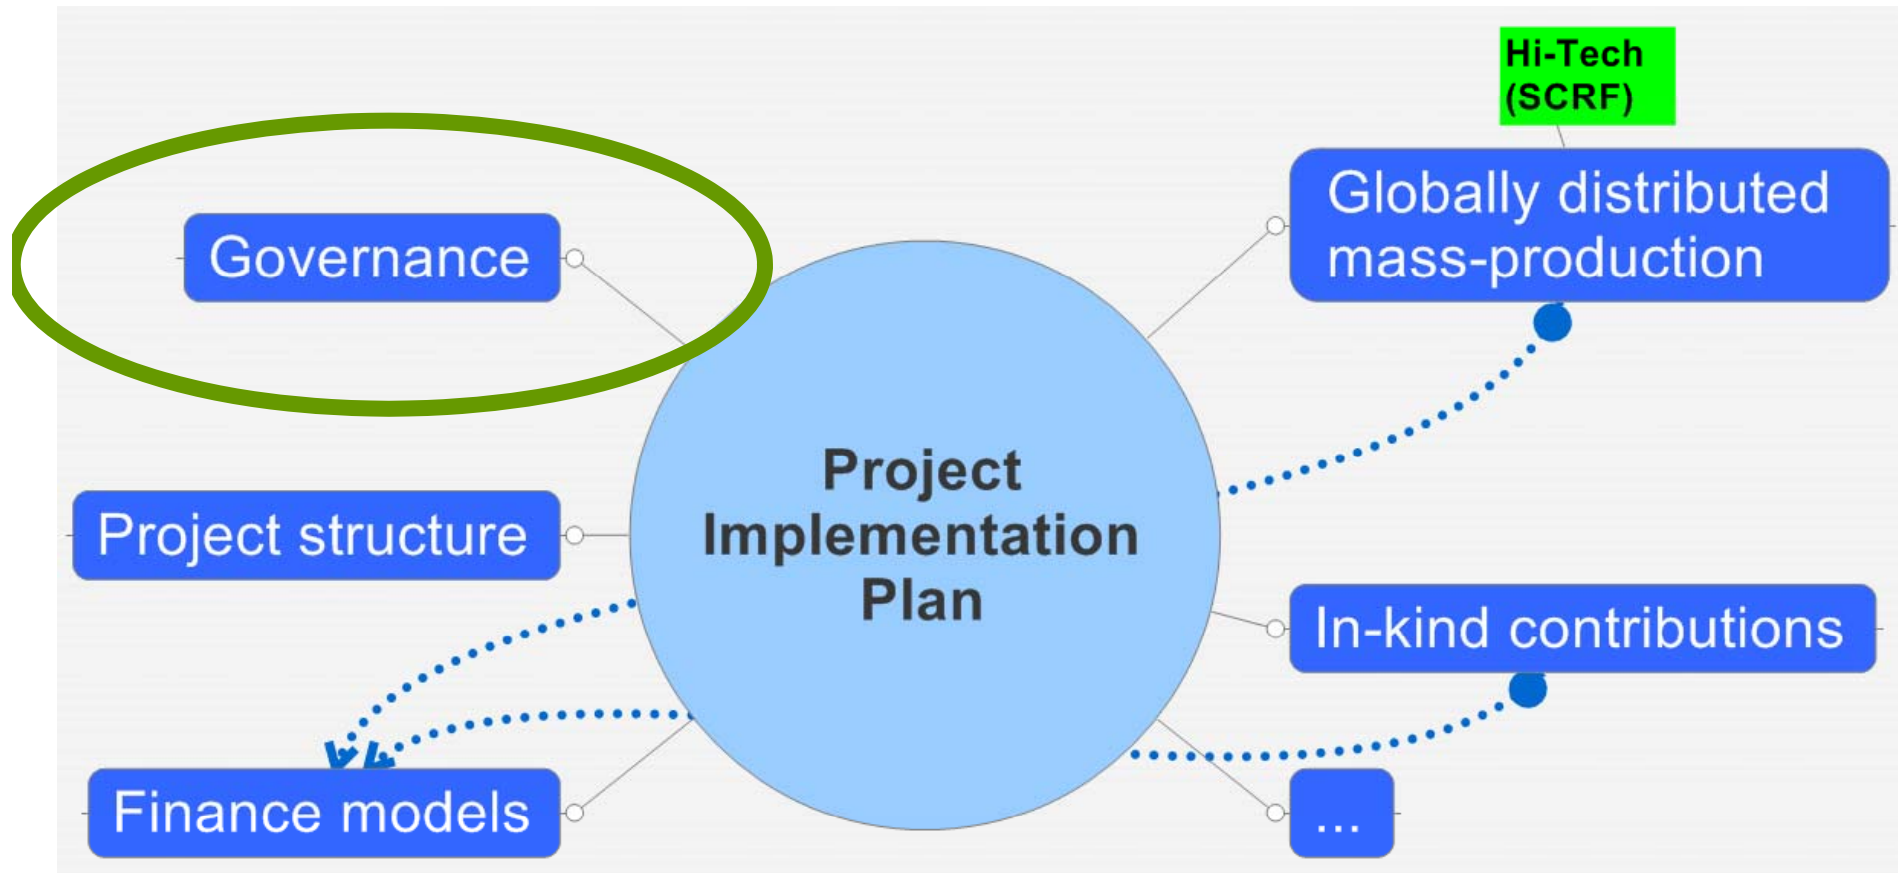 Hi-Tech
(SCRF)
Governance
Globally distributed
mass-production
Project
Implementation
Plan
Project structure
In-kind contributions
Finance models
...